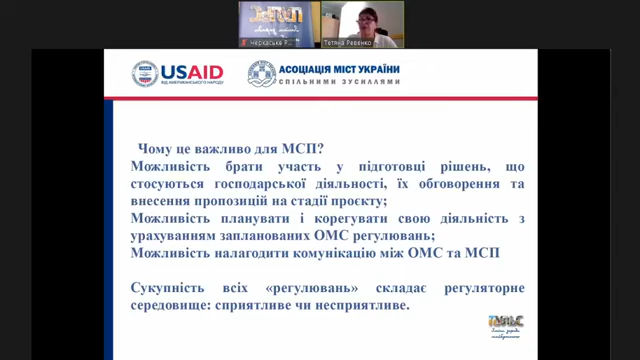 Черкаське Р...
Тетяна Ревенко
USAID
ВІД АМЕРИКАНСЬКОГО НАРОДУ
АСОЦІАЦІЯ МІСТ УКРАЇНИ
СПІЛЬНИМИ ЗУСИЛЛЯМИ
Чому це важливо для МСП?
Можливість брати участь у підготовці рішень, що
стосуються господарської діяльності, їх обговорення та
внесення пропозицій на стадії проєкту;
Можливість планувати і корегувати свою діяльність з
урахуванням запланованих ОМС регулювань;
Можливість налагодити комунікацію між ОМС та МСП
Сукупність всіх «регулювань» складає регуляторне
середовище: сприятливе чи несприятливе.